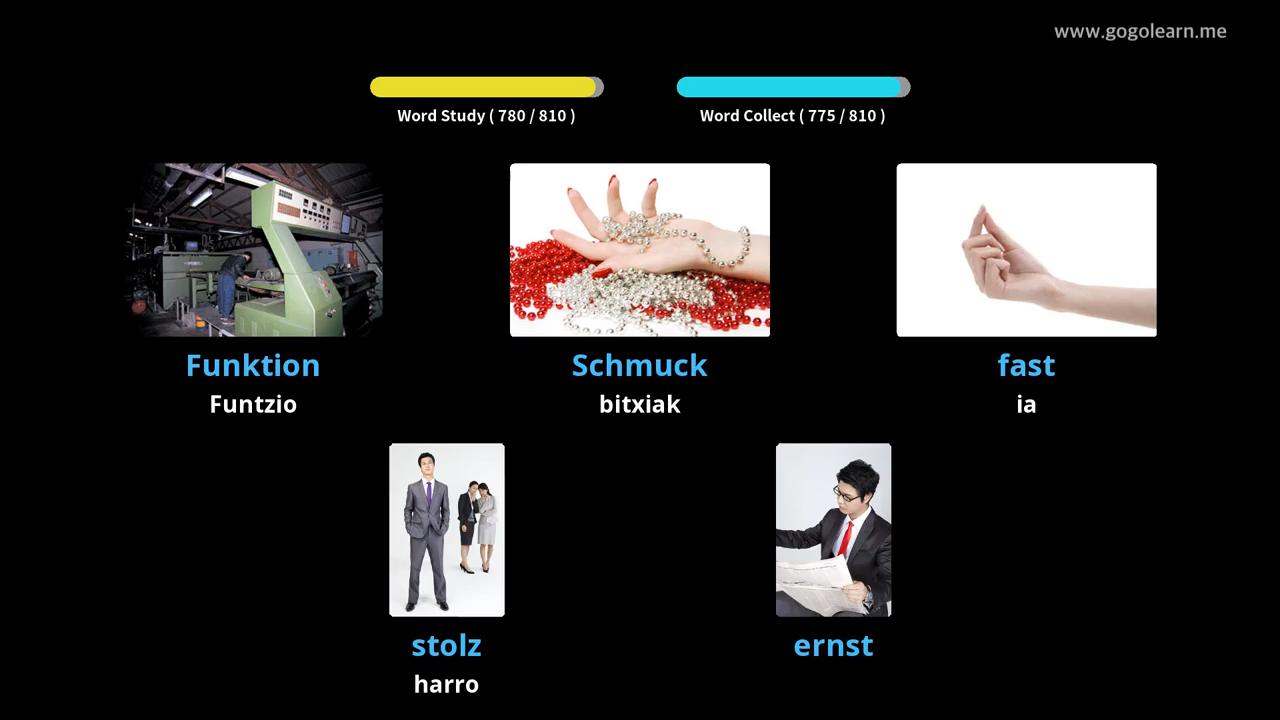 www.gogolearn.me
Word Study ( 780 / 810 )
Word Collect ( 775 / 810 )
Funktion
Schmuck
fast
Funtzio
bitxiak
ia
stolz
ernst
harro